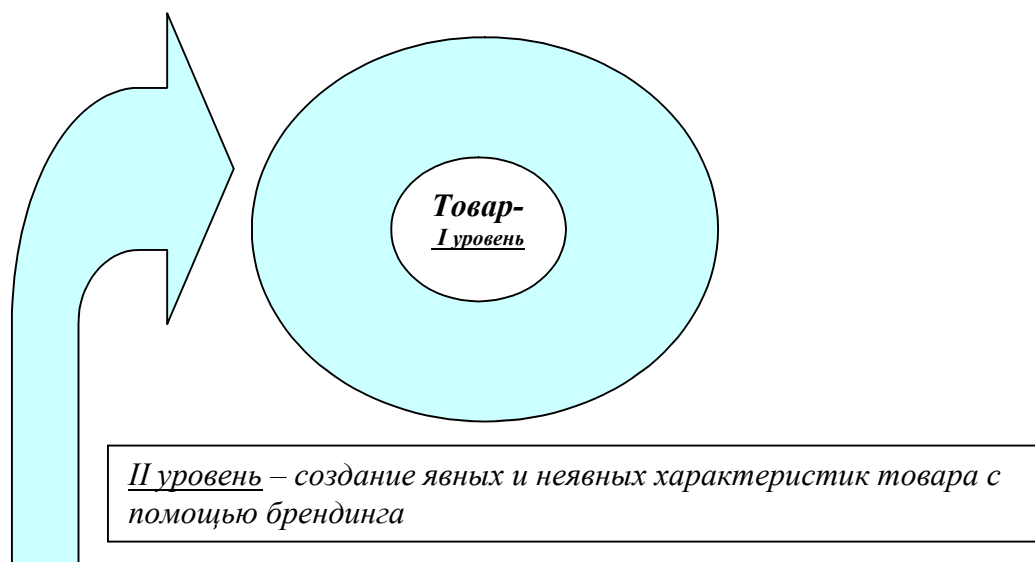 Товар-
I уровень
II уровень – создание явных и неявных характеристик товара с
помощью брендинга